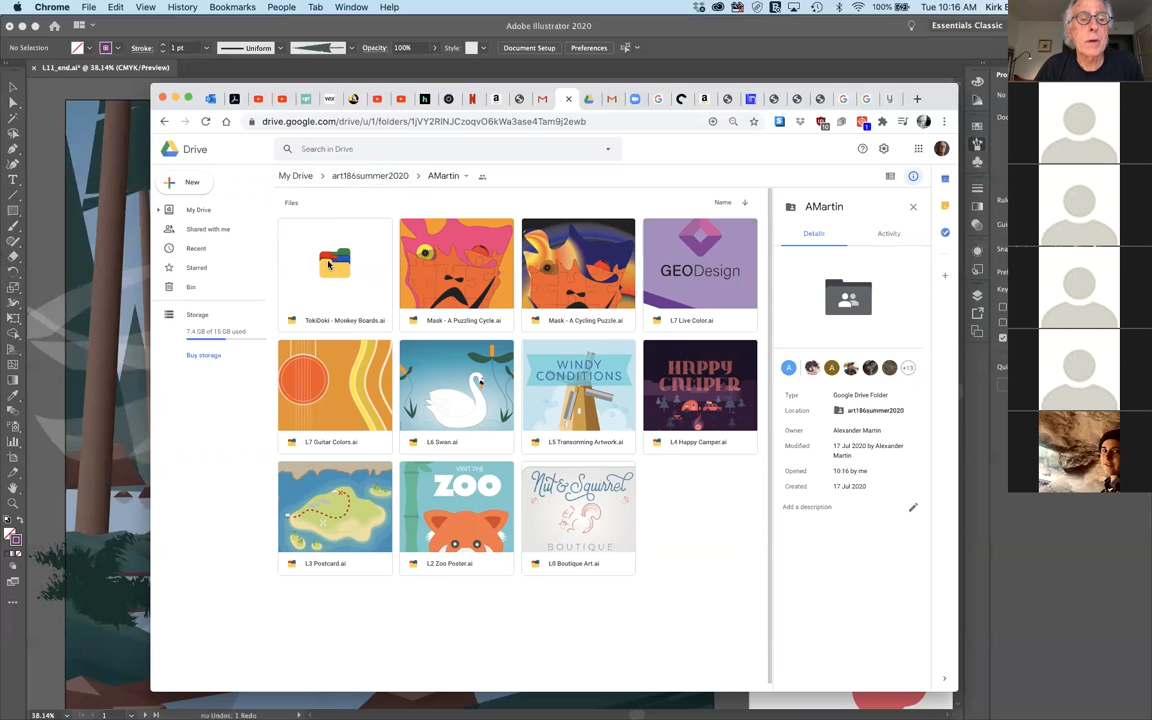 Chrome File Edit View History Bookmarks People Tab Window Help 100% Tue 10:16 AM Kirk B
Adobe Illustrator 2020 Essentials Classic
No Selection Stroke: 1 pt Uniform Opacity: 100% Style: Document Setup Preferences
× L11_end.ai* @ 38.14% (CMYK/Preview)
drive.google.com/drive/u/1/folders/1jVY2RINJCzoqvO6kWa3ase4Tam9j2ewb
Drive
Search in Drive
New
My Drive
Shared with me
Recent
Starred
Bin
Storage
7.4 GB of 15 GB used
Buy storage
My Drive > art186summer2020 > AMartin
Files Name
GEODesign
TokiDoki - Monkey Boards.ai
Mask - A Puzzling Cycle.ai
Mask - A Cycling Puzzle.ai
L7 Live Color.ai
WINDY
CONDITIONS
HAPPY
CAMPER
L7 Guitar Colors.ai
L6 Swan.ai
L5 Transorming Artwork.ai
L4 Happy Camper.ai
VISIT THE
ZOO
Nut & Squirrel
BOUTIQUE
L3 Postcard.ai
L2 Zoo Poster.ai
L0 Boutique Art.ai
AMartin
Details Activity
A A +13
Type Google Drive Folder
Location art186summer2020
Owner Alexander Martin
Modified 17 Jul 2020 by Alexander
Martin
Opened 10:16 by me
Created 17 Jul 2020
Add a description
38.14% 1 no Undos: 1 Redo